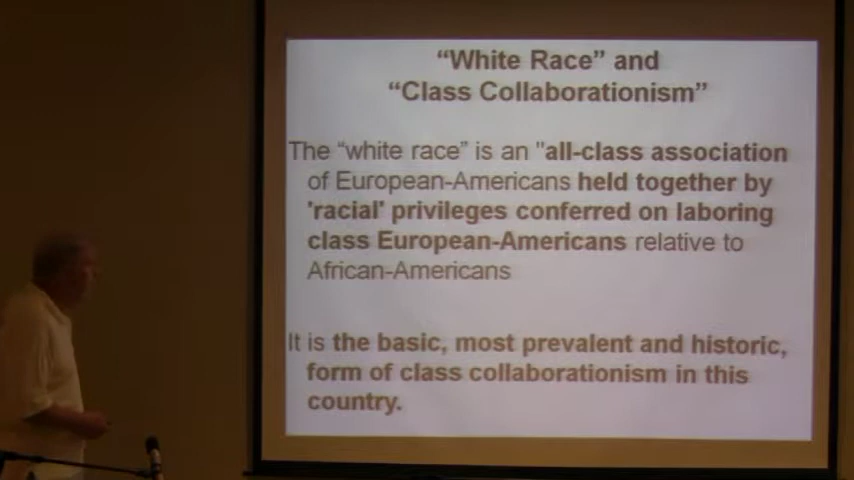 “White Race” and
“Class Collaborationism”
The “white race” is an "all-class association
of European-Americans held together by
'racial' privileges conferred on laboring
class European-Americans relative to
African-Americans
It is the basic, most prevalent and historic,
form of class collaborationism in this
country.